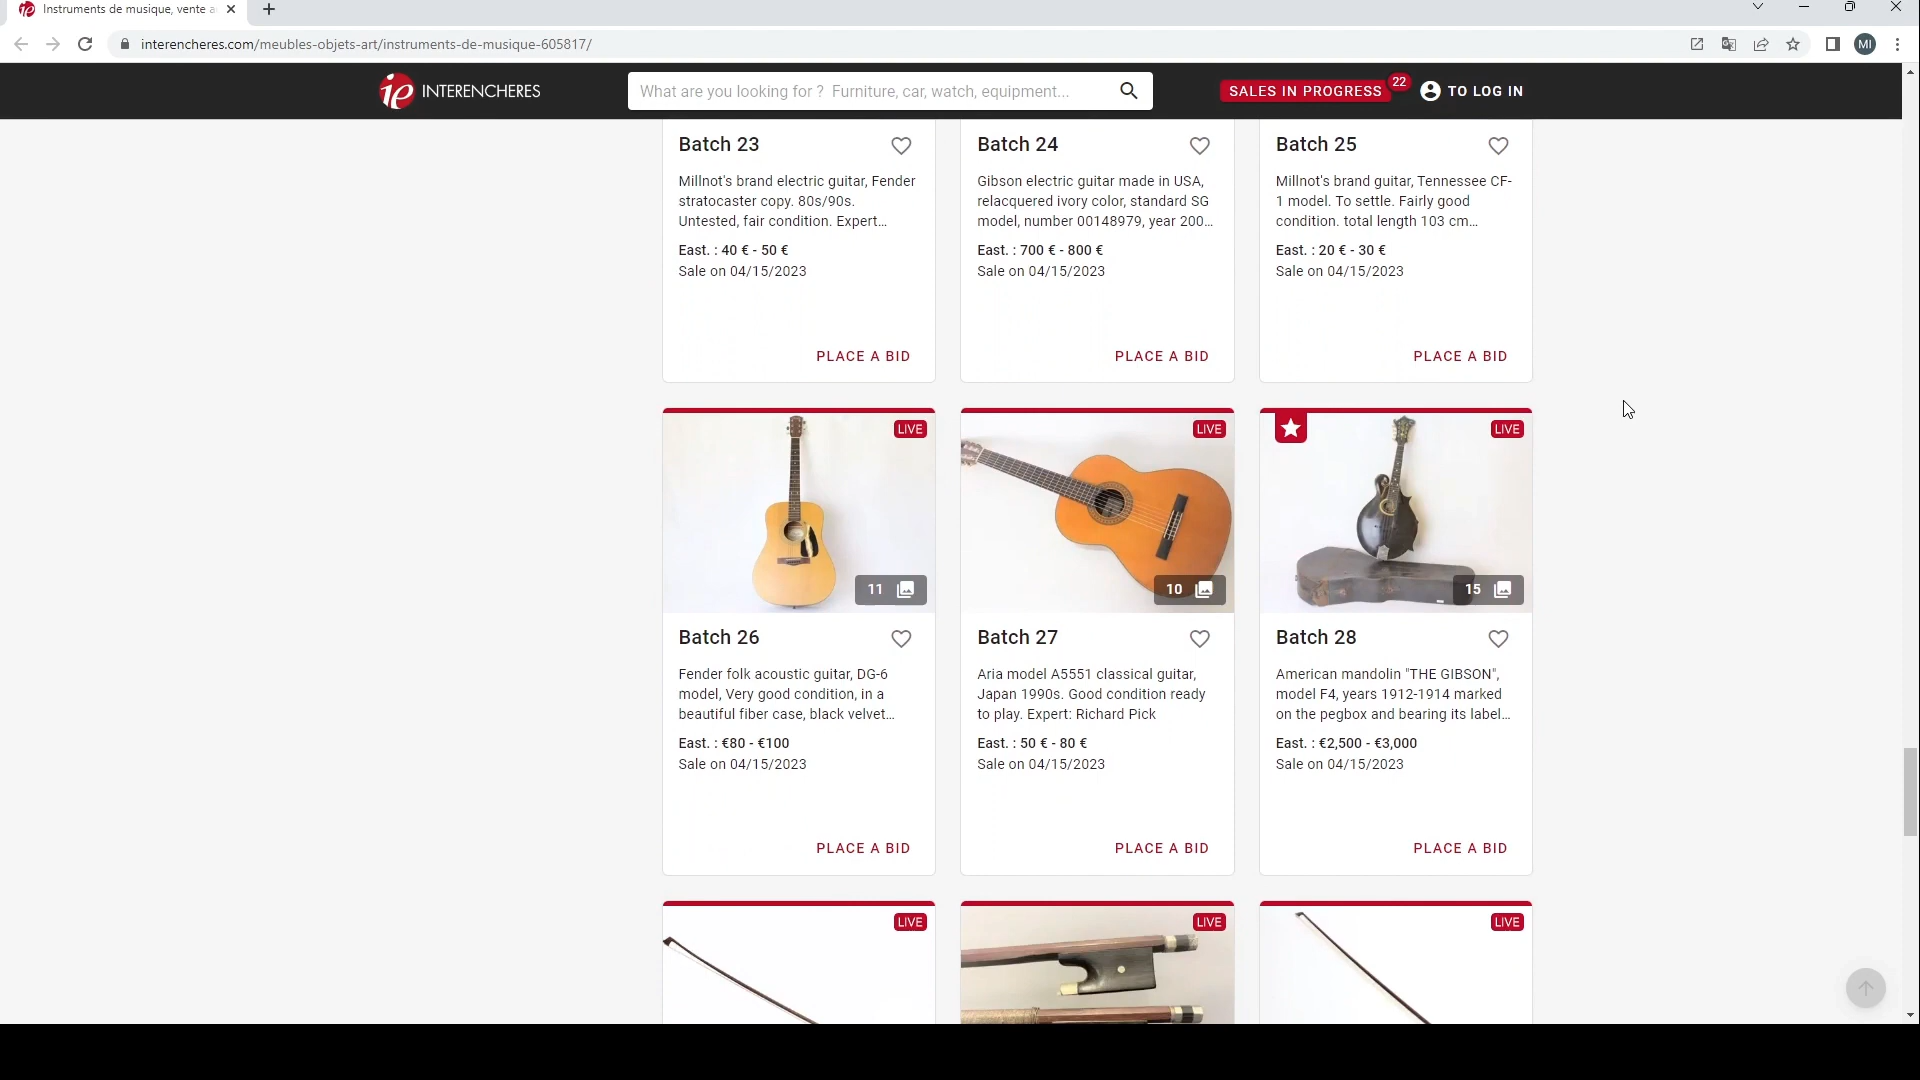 Instruments de musique, vente a
interencheres.com/meubles-objets-art/instruments-de-musique-605817/
MI
ie INTERENCHERES
What are you looking for ? Furniture, car, watch, equipment...
SALES IN PROGRESS
22
TO LOG IN
Batch 23
Millnot's brand electric guitar, Fender
stratocaster copy. 80s/90s.
Untested, fair condition. Expert...
East. : 40 € - 50 €
Sale on 04/15/2023
PLACE A BID
Batch 24
Gibson electric guitar made in USA,
relacquered ivory color, standard SG
model, number 00148979, year 200...
East. : 700 € - 800 €
Sale on 04/15/2023
PLACE A BID
Batch 25
Millnot's brand guitar, Tennessee CF-
1 model. To settle. Fairly good
condition. total length 103 cm...
East. : 20 € - 30 €
Sale on 04/15/2023
PLACE A BID
LIVE
11
Batch 26
Fender folk acoustic guitar, DG-6
model, Very good condition, in a
beautiful fiber case, black velvet...
East. : €80 - €100
Sale on 04/15/2023
PLACE A BID
LIVE
10
Batch 27
Aria model A5551 classical guitar,
Japan 1990s. Good condition ready
to play. Expert: Richard Pick
East. : 50 € - 80 €
Sale on 04/15/2023
PLACE A BID
LIVE
15
Batch 28
American mandolin "THE GIBSON",
model F4, years 1912-1914 marked
on the pegbox and bearing its label...
East. : €2,500 - €3,000
Sale on 04/15/2023
PLACE A BID
LIVE
LIVE
LIVE